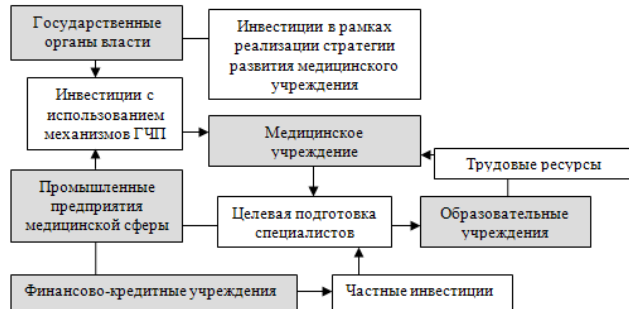 Государственные
органы власти
Инвестиции в рамках
реализации стратегии
развития медицинского
учреждения
Инвестиции с
использованием
механизмов ГЧП
Медицинское
учреждение
Трудовые ресурсы
Промышленные
предприятия
медицинской сферы
Целевая подготовка
специалистов
Образовательные
учреждения
Финансово-кредитные учреждения
Частные инвестиции